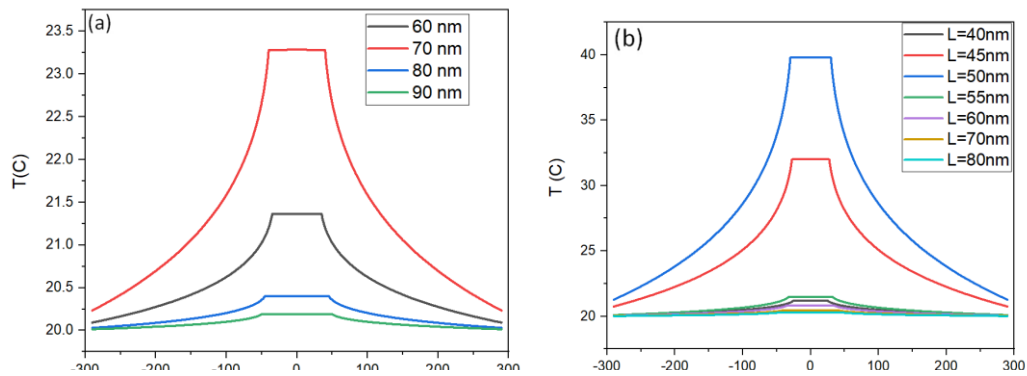 (a)
60 nm
70 nm
80 nm
90 nm
T(C)
23.5
23.0
22.5
22.0
21.5
21.0
20.5
20.0
-300 -200 -100 0 100 200 300
(b)
L=40nm
L=45nm
L=50nm
L=55nm
L=60nm
L=70nm
L=80nm
T (C)
40
35
30
25
20
-300 -200 -100 0 100 200 300